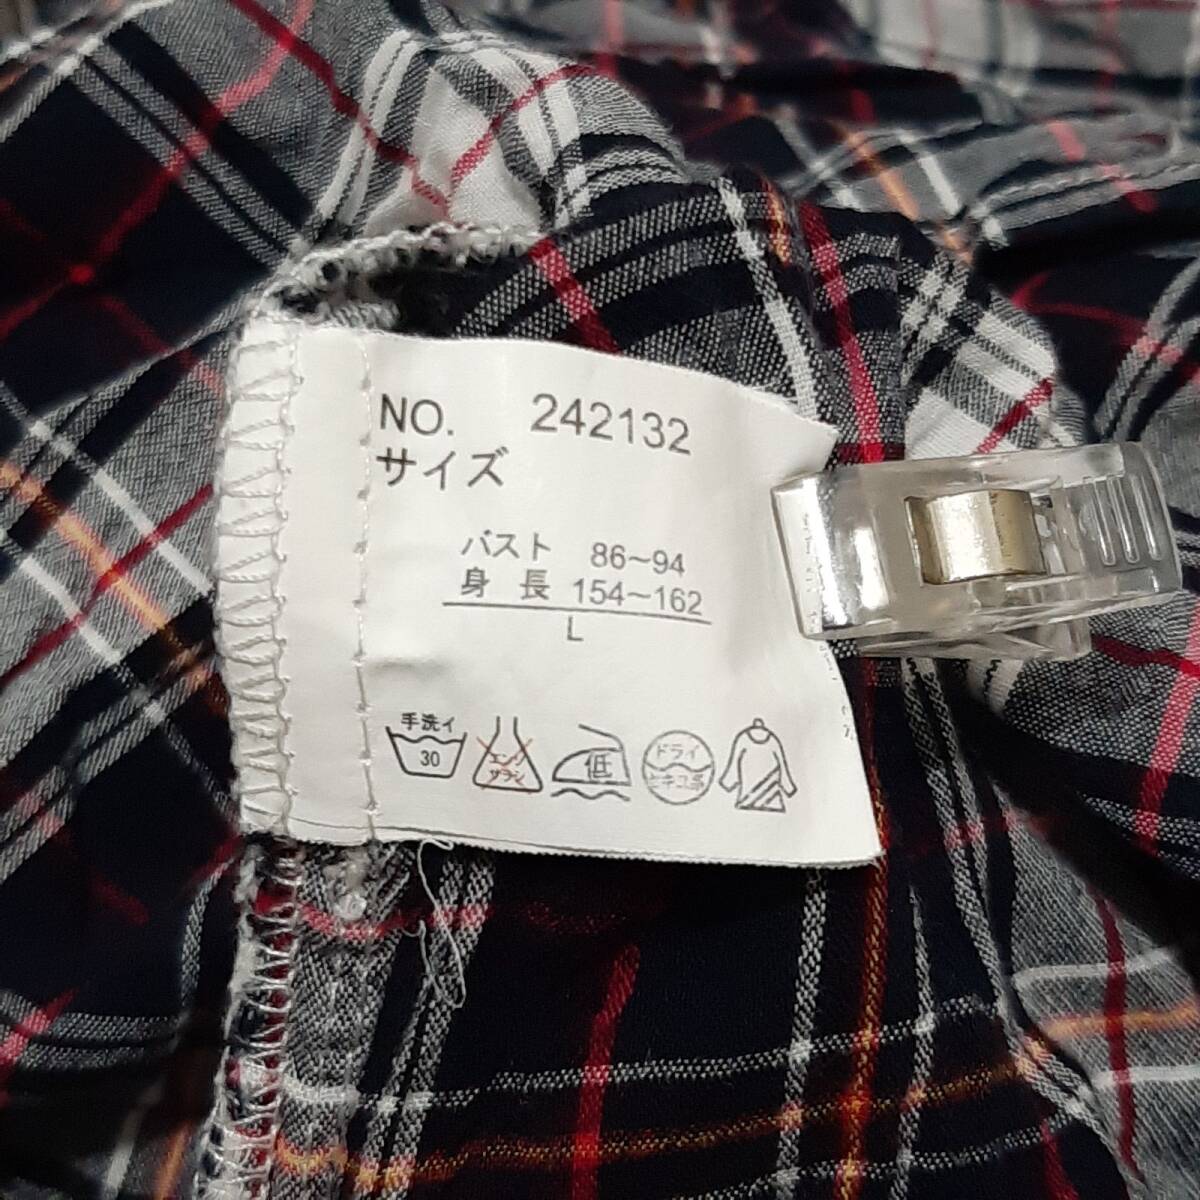 NO. 242132
サイズ
バスト 86~94
身長 154~162
L
手洗イ
30
エンソ
サラシ
低
ドライ
セキユ系